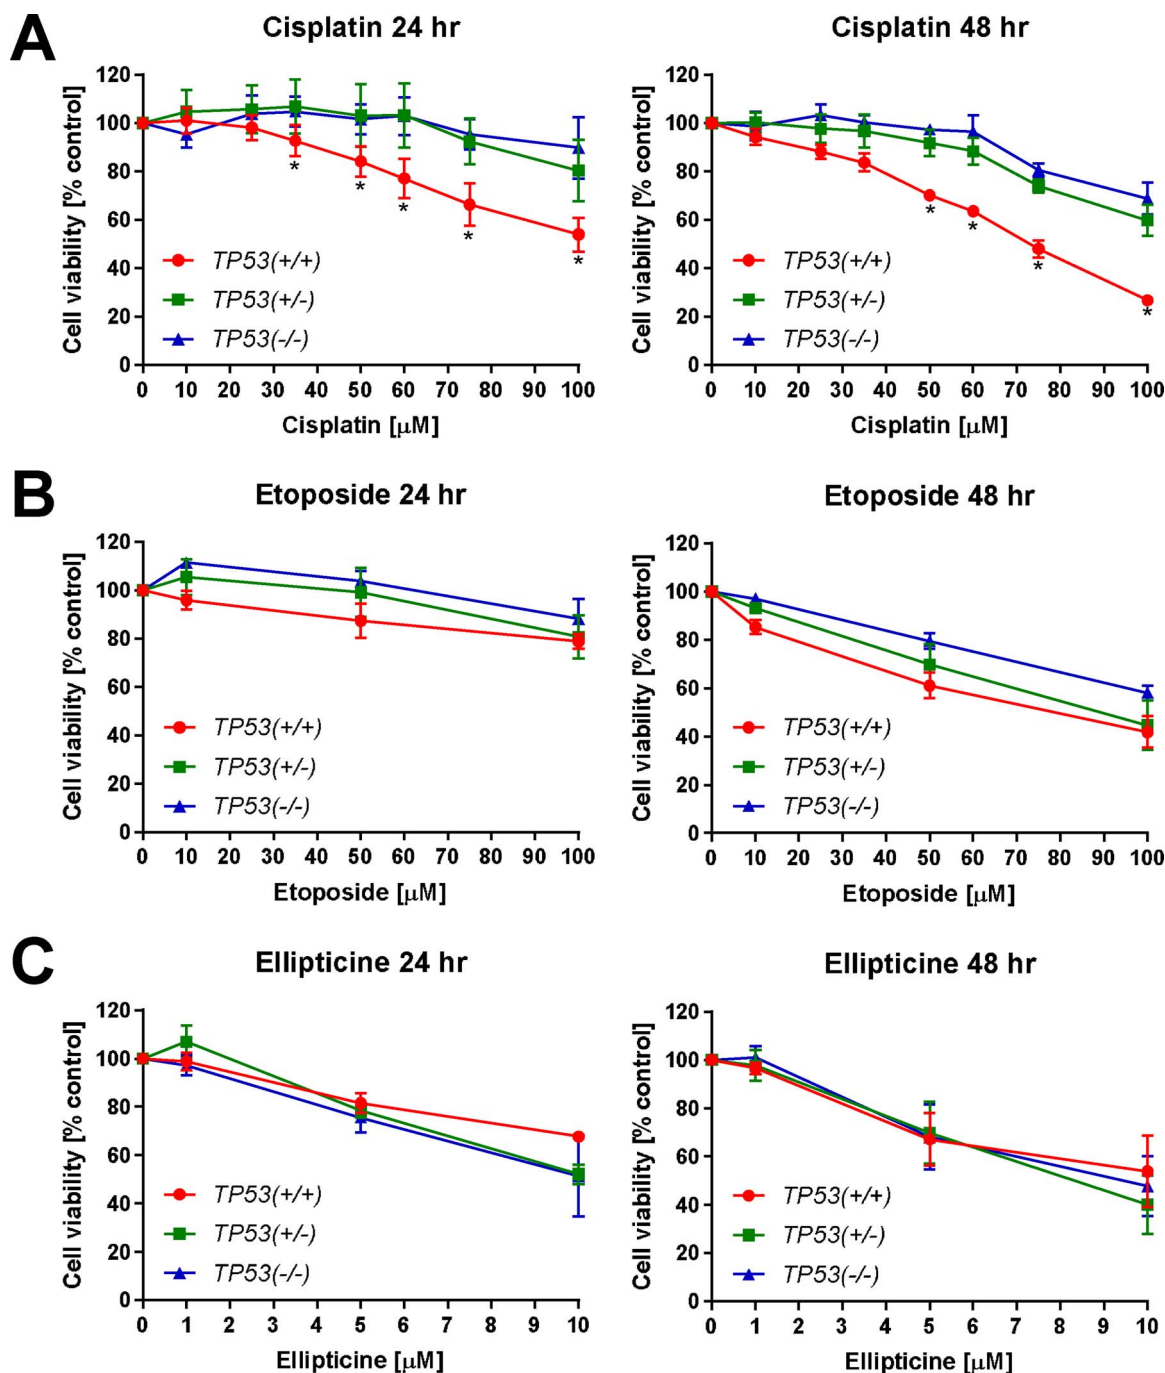 A
Cisplatin 24 hr
Cell viability [% control]
120
100
80
60
40
20
0
TP53(+/+)
TP53(+/-)
TP53(-/-)
*
*
*
*
*
0 10 20 30 40 50 60 70 80 90 100
Cisplatin [μM]
Cisplatin 48 hr
Cell viability [% control]
120
100
80
60
40
20
0
TP53(+/+)
TP53(+/-)
TP53(-/-)
*
*
*
*
0 10 20 30 40 50 60 70 80 90 100
Cisplatin [μM]
B
Etoposide 24 hr
Cell viability [% control]
120
100
80
60
40
20
0
TP53(+/+)
TP53(+/-)
TP53(-/-)
0 10 20 30 40 50 60 70 80 90 100
Etoposide [μM]
Etoposide 48 hr
Cell viability [% control]
120
100
80
60
40
20
0
TP53(+/+)
TP53(+/-)
TP53(-/-)
0 10 20 30 40 50 60 70 80 90 100
Etoposide [μM]
C
Ellipticine 24 hr
Cell viability [% control]
120
100
80
60
40
20
0
TP53(+/+)
TP53(+/-)
TP53(-/-)
0 1 2 3 4 5 6 7 8 9 10
Ellipticine [μM]
Ellipticine 48 hr
Cell viability [% control]
120
100
80
60
40
20
0
TP53(+/+)
TP53(+/-)
TP53(-/-)
0 1 2 3 4 5 6 7 8 9 10
Ellipticine [μM]